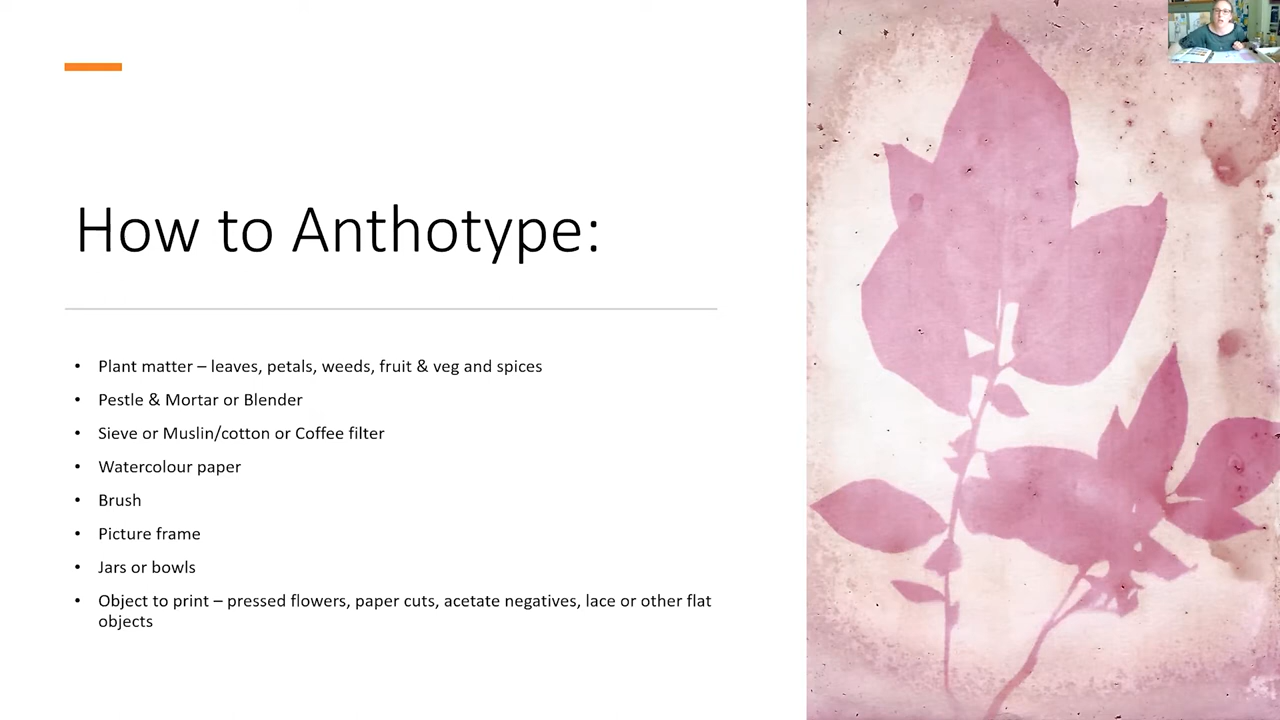 How to Anthotype:
• Plant matter – leaves, petals, weeds, fruit & veg and spices
• Pestle & Mortar or Blender
• Sieve or Muslin/cotton or Coffee filter
• Watercolour paper
• Brush
• Picture frame
• Jars or bowls
• Object to print – pressed flowers, paper cuts, acetate negatives, lace or other flat
objects